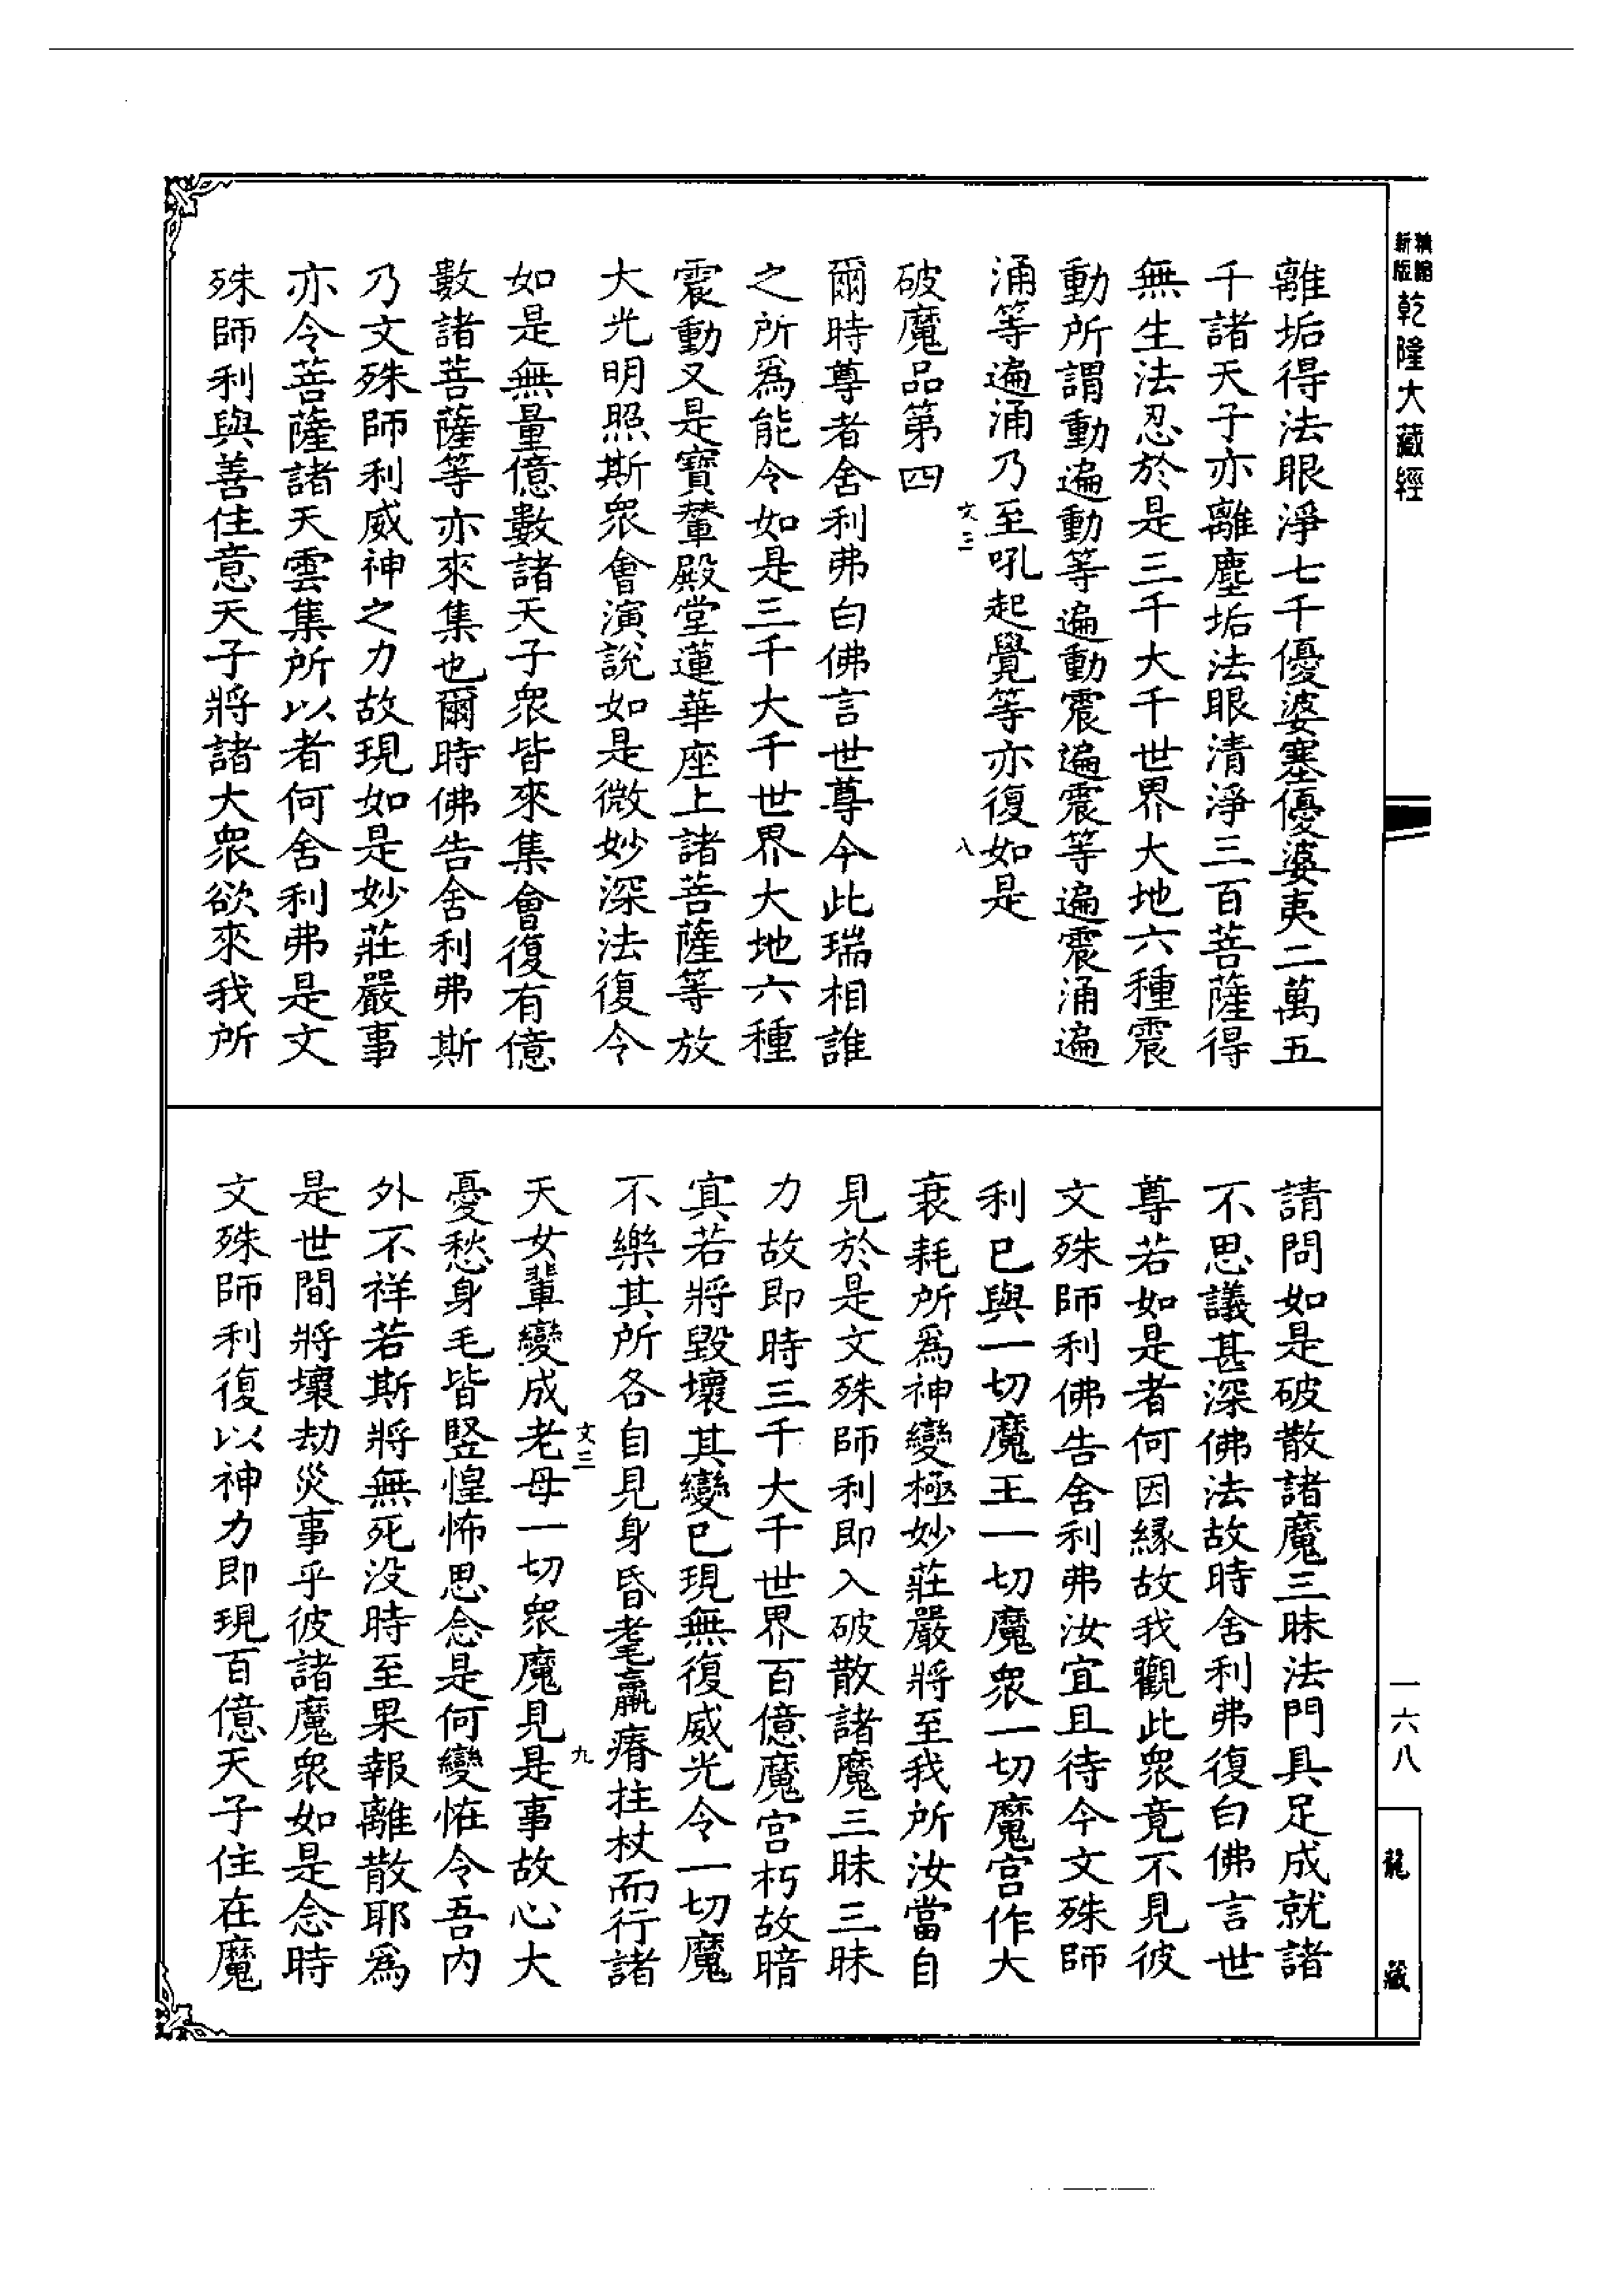 新編
縮版
乾隆大藏經
一六八
龍藏
離垢得法眼淨七千優婆塞優婆夷二萬五
千諸天子亦離塵垢法眼清淨三百菩薩得
無生法忍於是三千大千世界大地六種震
動所謂動遍動等遍動震遍震等遍震涌遍
涌等遍涌乃至吼起覺等亦復如是
文三
八
破魔品第四
爾時尊者舍利弗白佛言世尊今此瑞相誰
之所爲能令如是三千大千世界大地六種
震動又是寶輦殿堂蓮華座上諸菩薩等放
大光明照斯衆會演說如是微妙深法復令
如是無量億數諸天子衆皆來集會復有億
數諸菩薩等亦來集也爾時佛告舍利弗斯
乃文殊師利威神之力故現如是妙莊嚴事
亦令菩薩諸天雲集所以者何舍利弗是文
殊師利與善住意天子將諸大衆欲來我所
請問如是破散諸魔三昧法門具足成就諸
不思議甚深佛法故時舍利弗復白佛言世
尊若如是者何因緣故我觀此衆竟不見彼
文殊師利佛告舍利弗汝宜且待今文殊師
利已與一切魔王一切魔衆一切魔宮作大
衰耗所爲神變極妙莊嚴將至我所汝當自
見於是文殊師利即入破散諸魔三昧三昧
力故即時三千大千世界百億魔宮朽故暗
寘若將毀壞其變已現無復威光令一切魔
不樂其所各自見身昏耄羸瘠拄杖而行諸
文三
九
天女輩變成老母一切衆魔見是事故心大
憂愁身毛皆豎惶怖思念是何變恠令吾內
外不祥若斯將無死没時至果報離散耶爲
是世間將壞劫災事乎彼諸魔衆如是念時
文殊師利復以神力即現百億天子住在魔